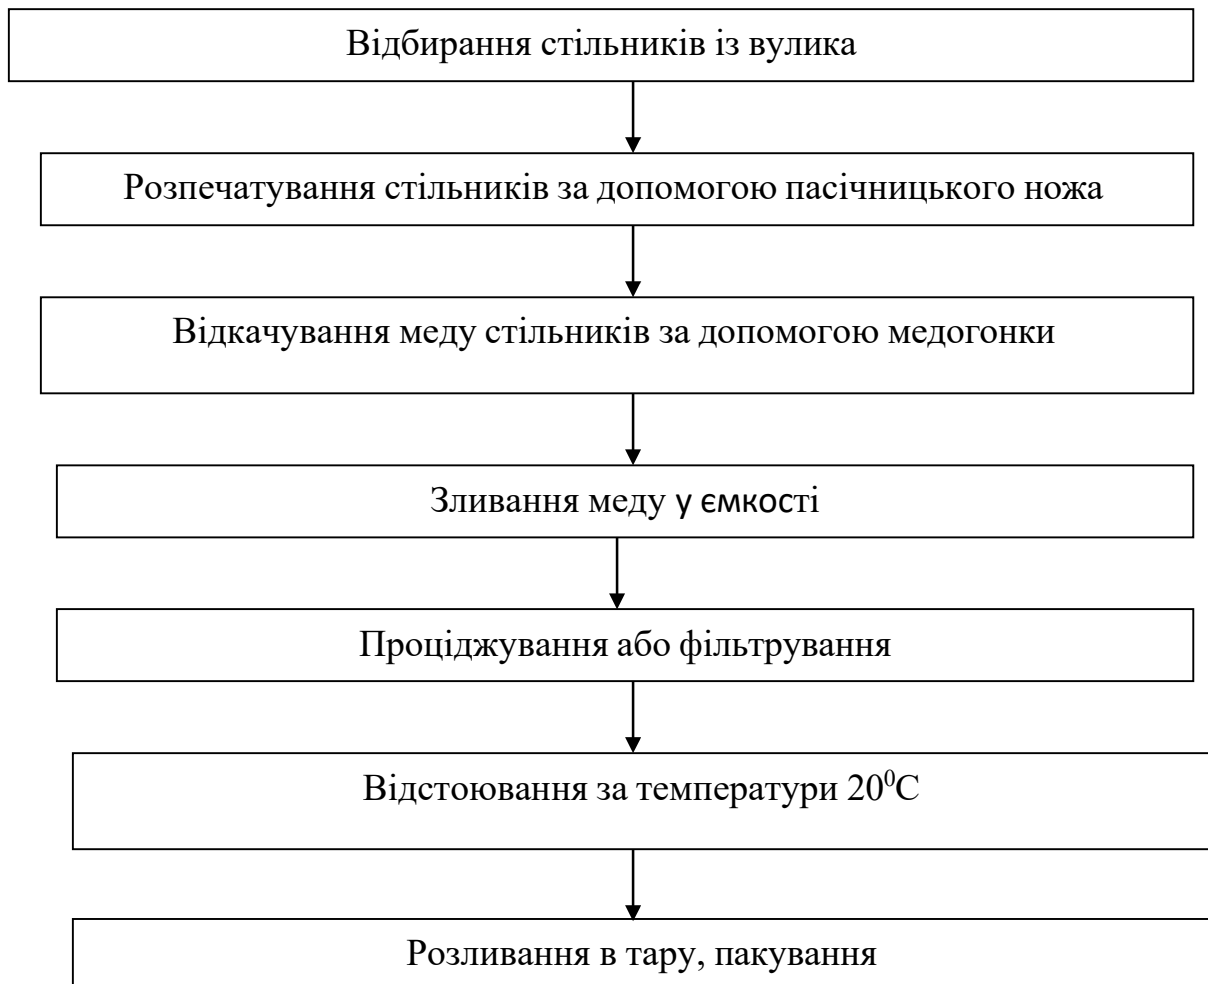 Відбирання стільників із вулика
Розпечатування стільників за допомогою пасічницького ножа
Відкачування меду стільників за допомогою медогонки
Зливання меду у ємкості
Проціджування або фільтрування
Відстоювання за температури 20⁰С
Розливання в тару, пакування